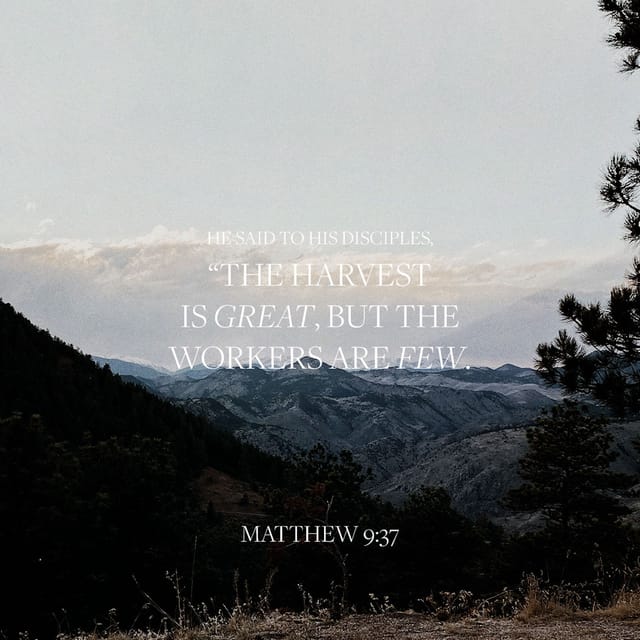 HE SAID TO HIS DISCIPLES,
“THE HARVEST
IS GREAT, BUT THE
WORKERS ARE FEW.
MATTHEW 9:37